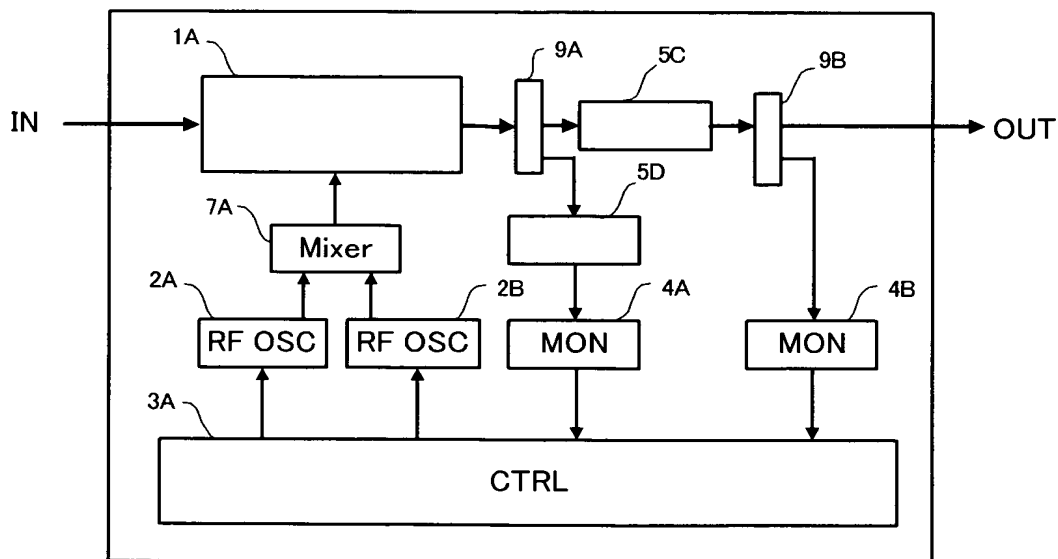 1A
9A
5C
9B
IN
OUT
5D
7A
Mixer
2A
2B
4A
4B
RF OSC
RF OSC
MON
MON
3A
CTRL